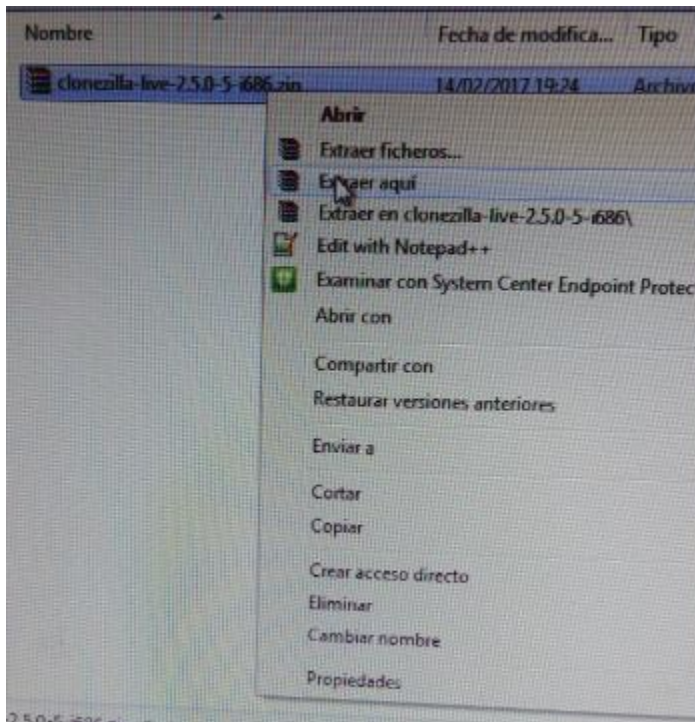 Nombre Fecha de modifica... Tipo
clonezilla-live-2.5.0-5-i686.zip 14/02/2017 19:24 Archivo
Abrir
Extraer ficheros...
Extraer aquí
Extraer en clonezilla-live-2.5.0-5-i686\
Edit with Notepad++
Examinar con System Center Endpoint Protec
Abrir con
Compartir con
Restaurar versiones anteriores
Enviar a
Cortar
Copiar
Crear acceso directo
Eliminar
Cambiar nombre
Propiedades